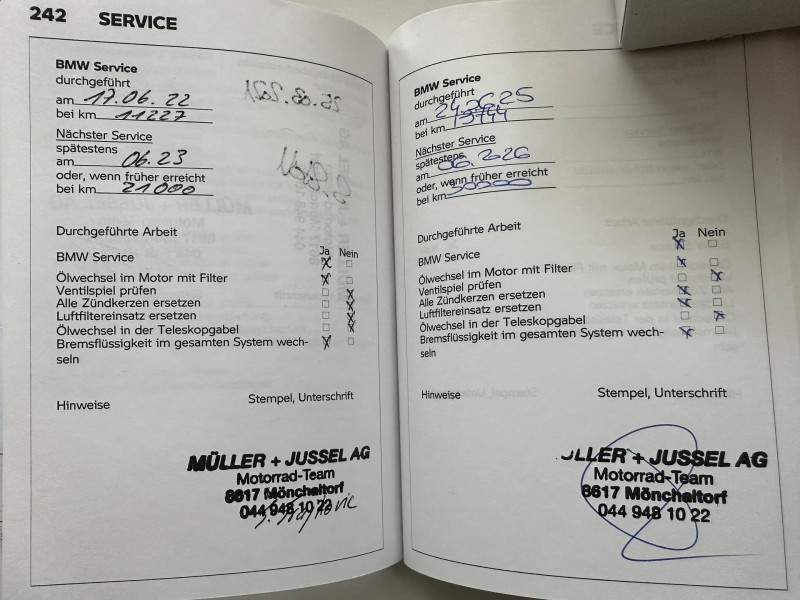 242 SERVICE
BMW Service
durchgeführt
am 17.06.22
bei km 11227
Nächster Service
spätestens
am 06.23
oder, wenn früher erreicht
bei km 21000
Durchgeführte Arbeit
Ja Nein
BMW Service
Ölwechsel im Motor mit Filter
Ventilspiel prüfen
Alle Zündkerzen ersetzen
Luftfiltereinsatz ersetzen
Ölwechsel in der Teleskopgabel
Bremsflüssigkeit im gesamten System wech-
seln
Hinweise Stempel, Unterschrift
MÜLLER + JUSSEL AG
Motorrad-Team
8617 Mönchaltorf
044 948 10 22
BMW Service
durchgeführt
am
bei km
Nächster Service
spätestens
am 06.2026
oder, wenn früher erreicht
bei km
Durchgeführte Arbeit
Ja Nein
BMW Service
Ölwechsel im Motor mit Filter
Ventilspiel prüfen
Alle Zündkerzen ersetzen
Luftfiltereinsatz ersetzen
Ölwechsel in der Teleskopgabel
Bremsflüssigkeit im gesamten System wech-
seln
Hinweise Stempel, Unterschrift
ÜLLER + JUSSEL AG
Motorrad-Team
8617 Mönchaltorf
044 948 10 22